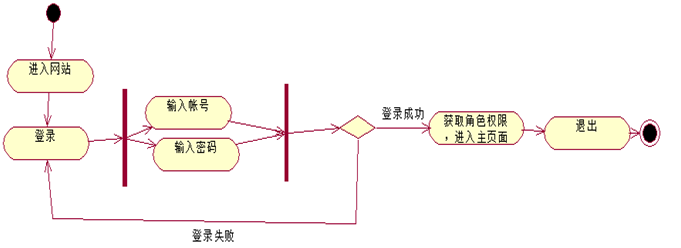 进入网站
登录
输入帐号
输入密码
登录成功
获取角色权限
，进入主页面
退出
登录失败